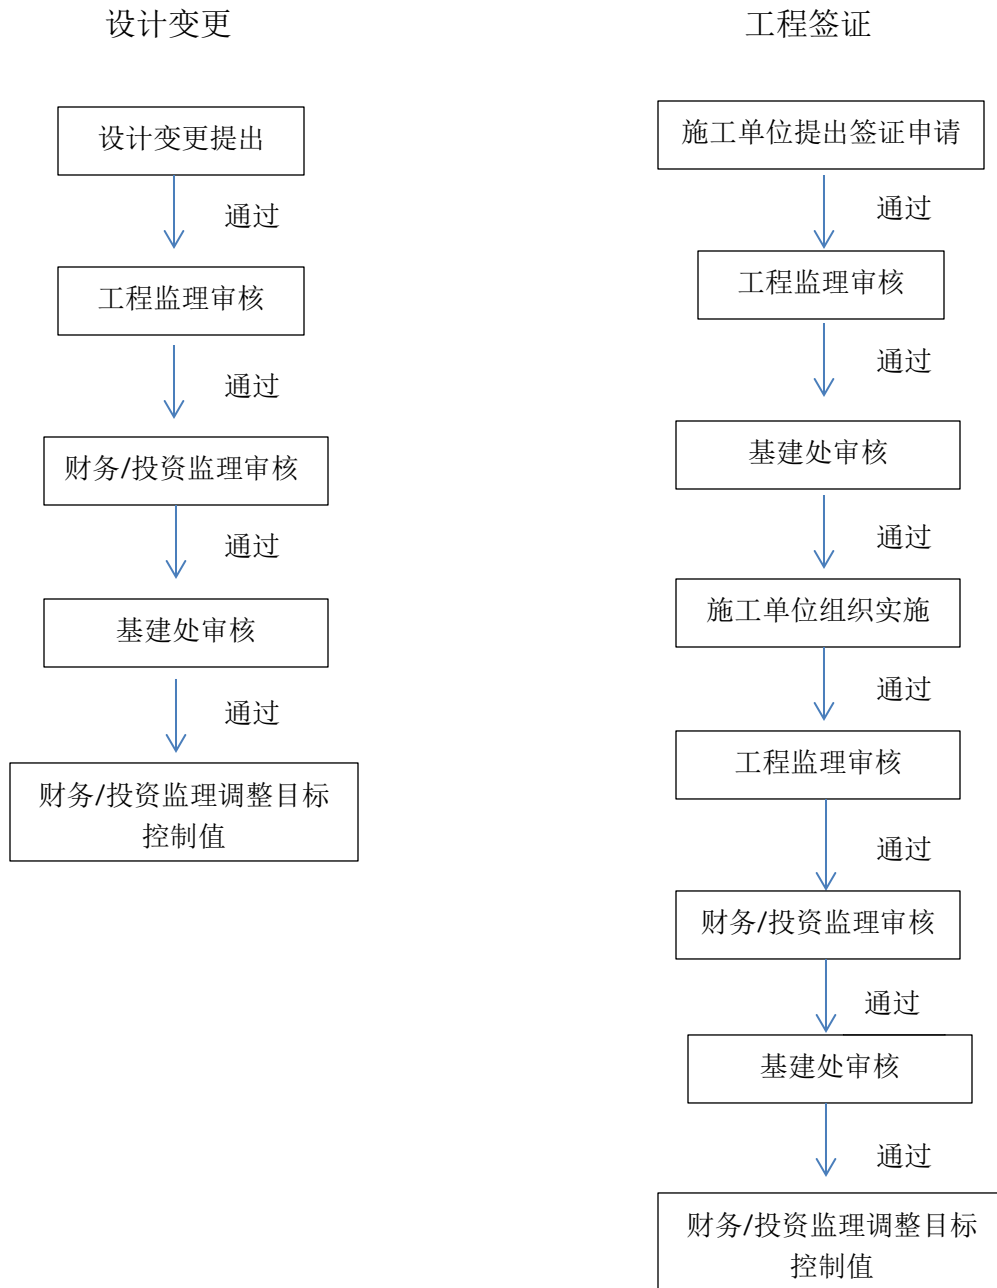 设计变更
设计变更提出
通过
工程监理审核
通过
财务/投资监理审核
通过
基建处审核
通过
财务/投资监理调整目标
控制值
工程签证
施工单位提出签证申请
通过
工程监理审核
通过
基建处审核
通过
施工单位组织实施
通过
工程监理审核
通过
财务/投资监理审核
通过
基建处审核
通过
财务/投资监理调整目标
控制值